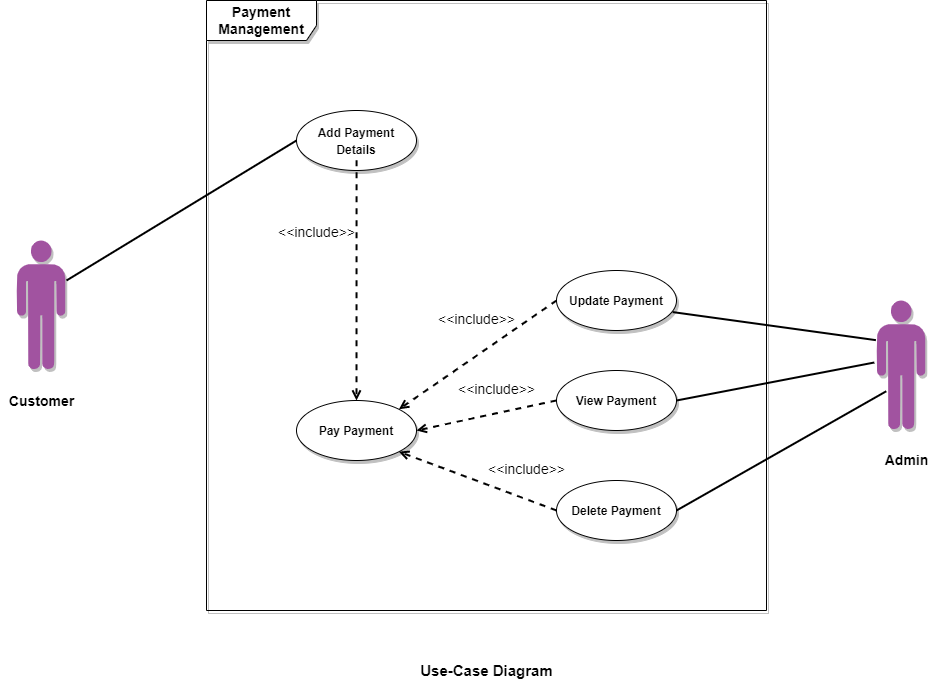 Payment
Management
Add Payment
Details
<<include>>
Update Payment
<<include>>
<<include>>
View Payment
Customer
Pay Payment
Admin
<<include>>
Delete Payment
Use-Case Diagram